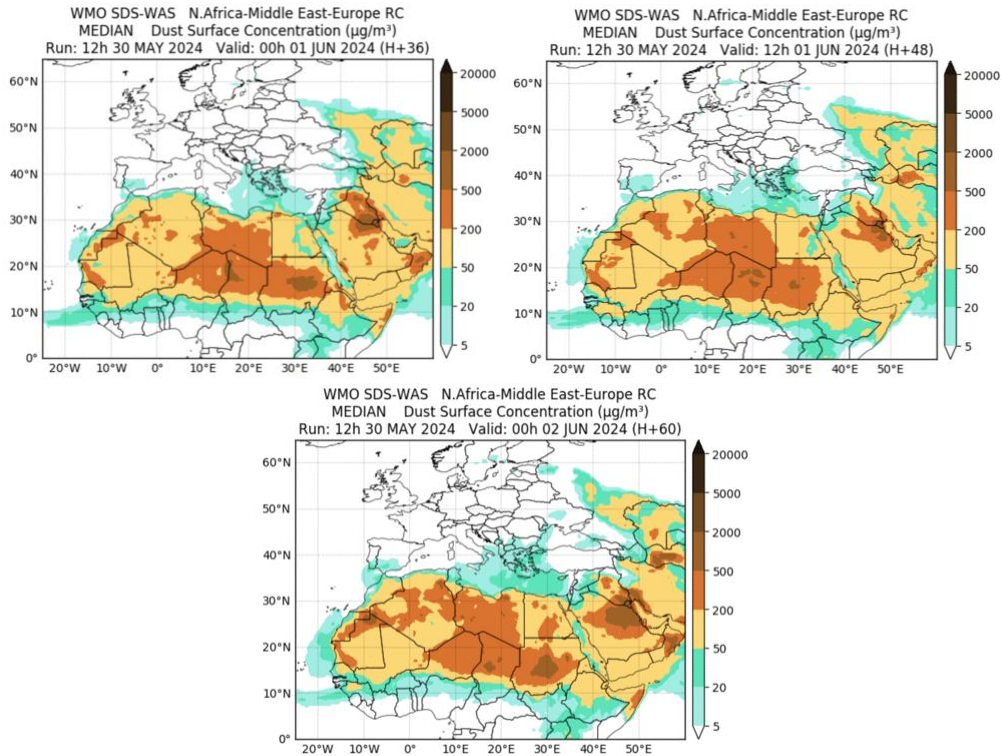 WMO SDS-WAS N.Africa-Middle East-Europe RC
MEDIAN Dust Surface Concentration (µg/m³)
Run: 12h 30 MAY 2024 Valid: 00h 01 JUN 2024 (H+36)
60°N
50°N
40°N
30°N
20°N
10°N
0°
20°W 10°W 0° 10°E 20°E 30°E 40°E 50°E
20000
5000
2000
500
200
50
20
5
WMO SDS-WAS N.Africa-Middle East-Europe RC
MEDIAN Dust Surface Concentration (µg/m³)
Run: 12h 30 MAY 2024 Valid: 12h 01 JUN 2024 (H+48)
60°N
50°N
40°N
30°N
20°N
10°N
0°
20°W 10°W 0° 10°E 20°E 30°E 40°E 50°E
20000
5000
2000
500
200
50
20
5
WMO SDS-WAS N.Africa-Middle East-Europe RC
MEDIAN Dust Surface Concentration (µg/m³)
Run: 12h 30 MAY 2024 Valid: 00h 02 JUN 2024 (H+60)
60°N
50°N
40°N
30°N
20°N
10°N
0°
20°W 10°W 0° 10°E 20°E 30°E 40°E 50°E
20000
5000
2000
500
200
50
20
5